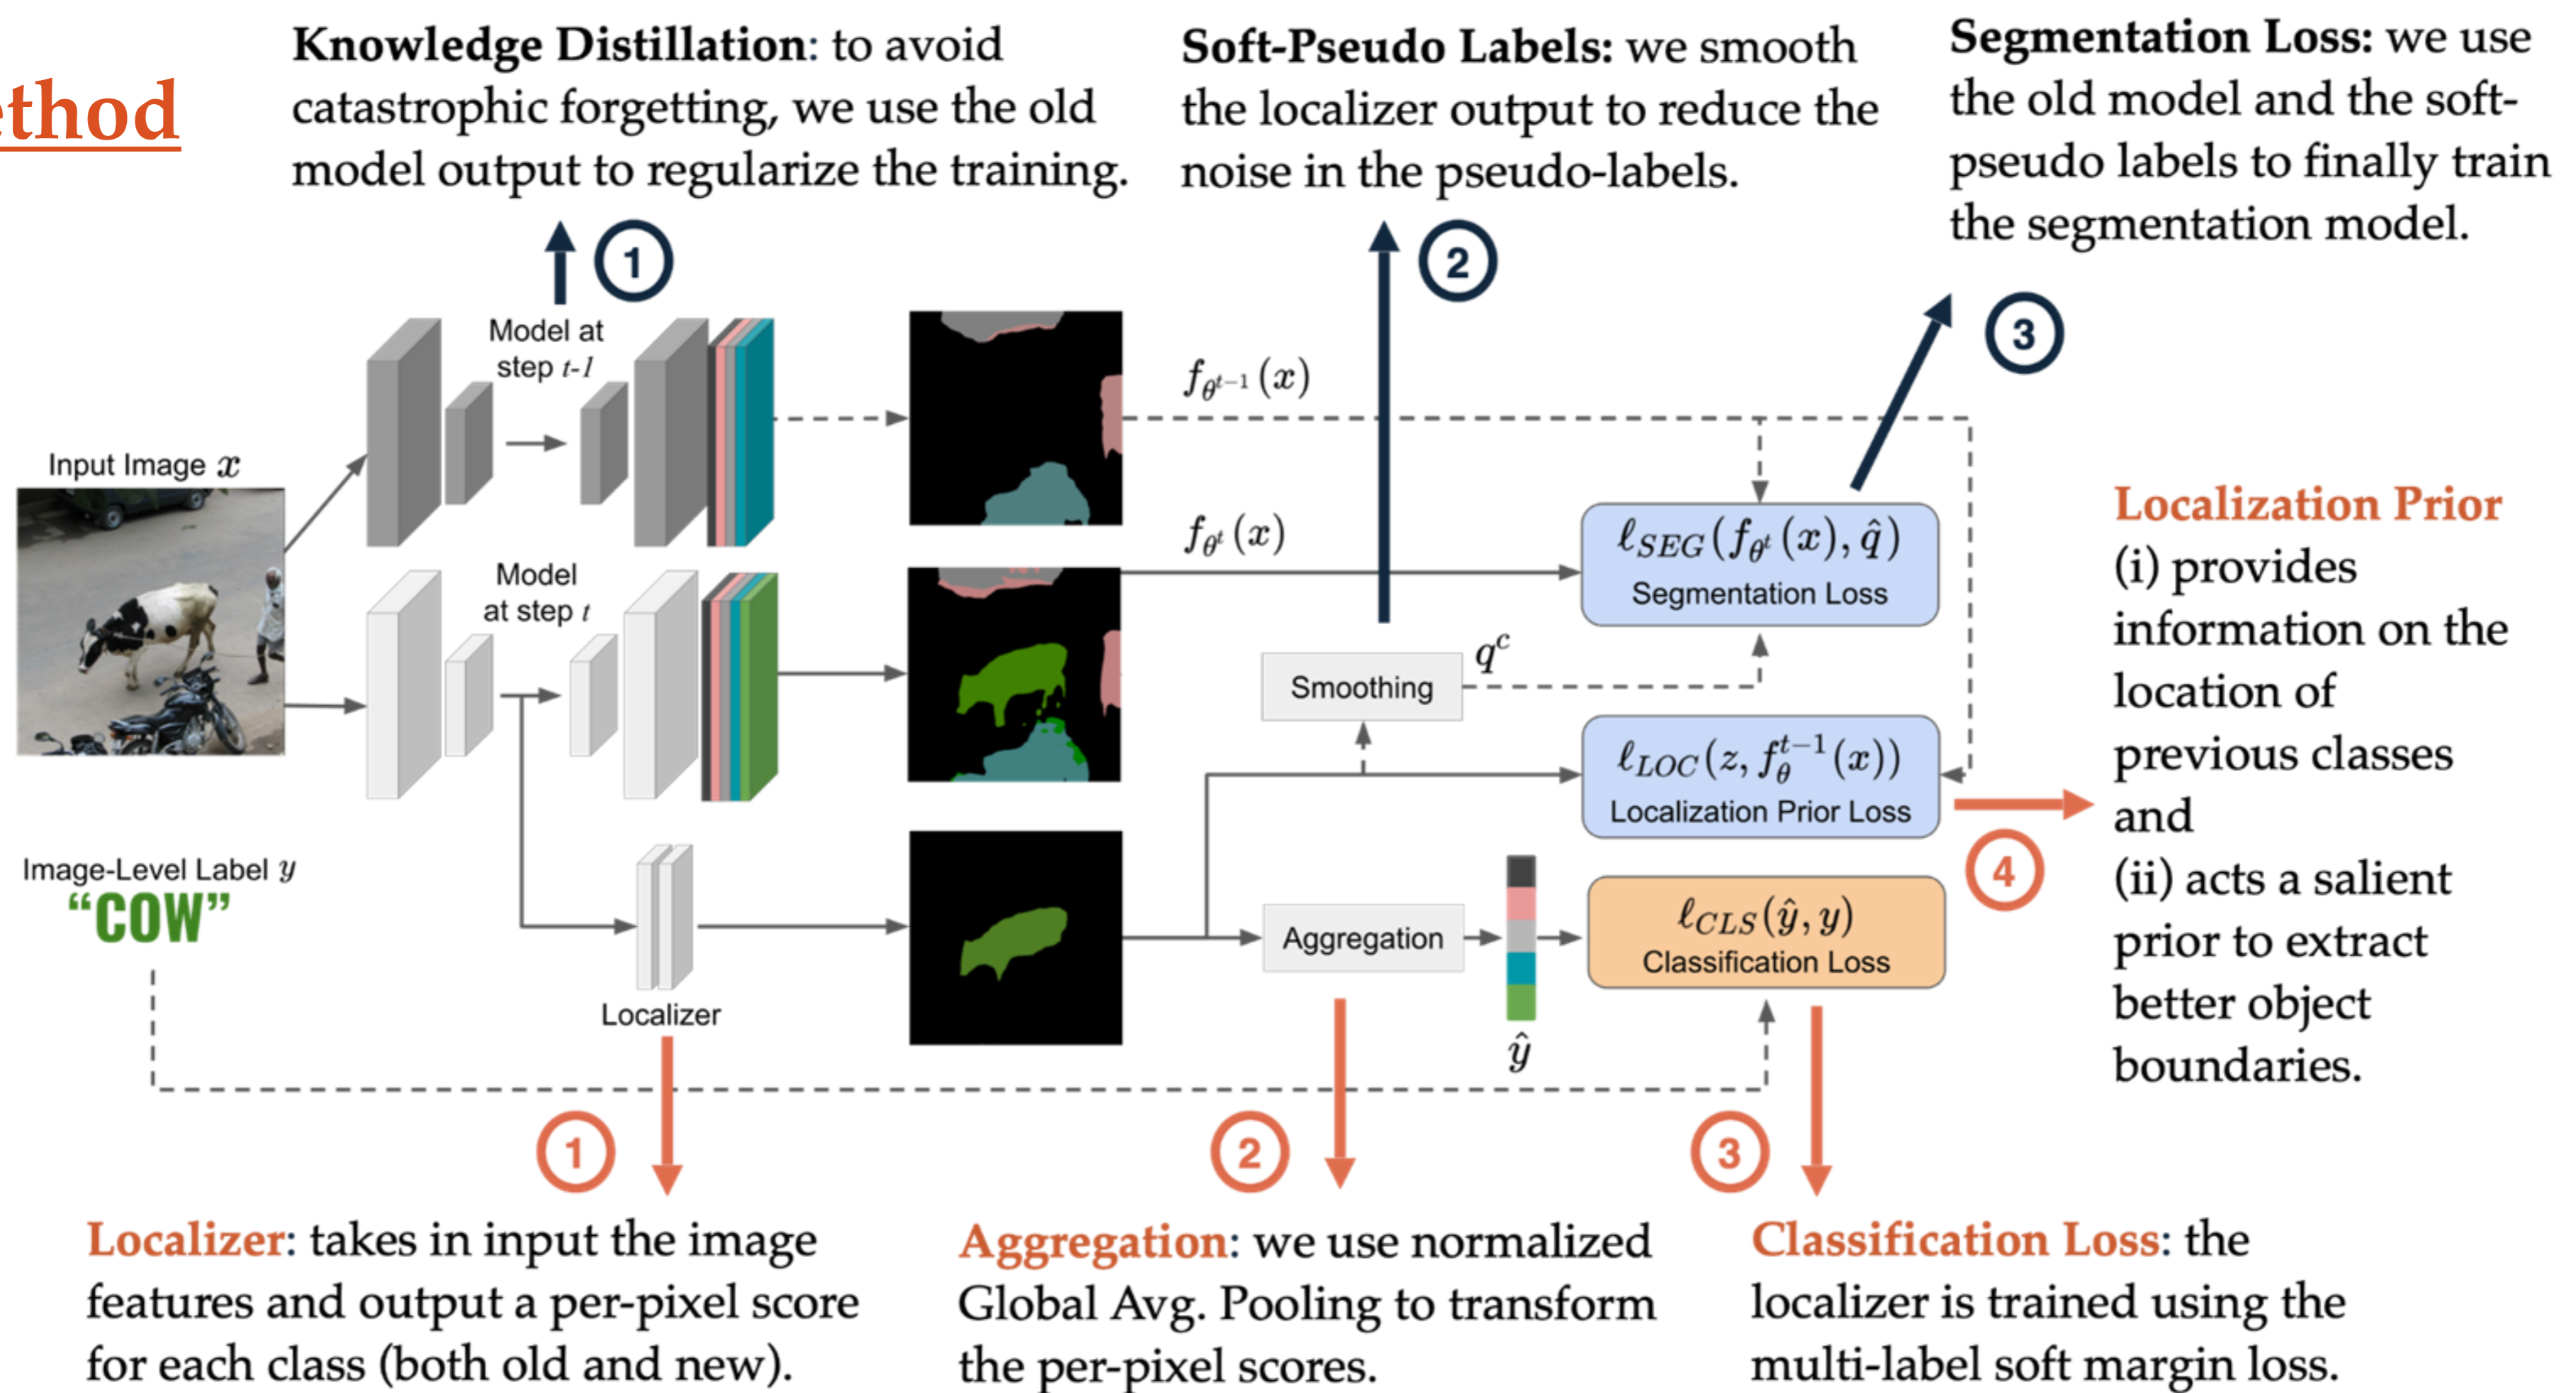 ethod
Knowledge Distillation: to avoid
catastrophic forgetting, we use the old
model output to regularize the training.
Soft-Pseudo Labels: we smooth
the localizer output to reduce the
noise in the pseudo-labels.
Segmentation Loss: we use
the old model and the soft-
pseudo labels to finally train
the segmentation model.
1
2
3
Model at
step t-1
f_{θ^{t-1}}(x)
Input Image x
f_{θ^t}(x)
ℓ_{SEG}(f_{θ^t}(x), q̂)
Segmentation Loss
Model
at step t
Smoothing
q^c
ℓ_{LOC}(z, f_θ^{t-1}(x))
Localization Prior Loss
Localization Prior
(i) provides
information on the
location of
previous classes
and
(ii) acts a salient
prior to extract
better object
boundaries.
4
Image-Level Label y
“COW”
Localizer
Aggregation
ŷ
ℓ_{CLS}(ŷ, y)
Classification Loss
1
2
3
Localizer: takes in input the image
features and output a per-pixel score
for each class (both old and new).
Aggregation: we use normalized
Global Avg. Pooling to transform
the per-pixel scores.
Classification Loss: the
localizer is trained using the
multi-label soft margin loss.